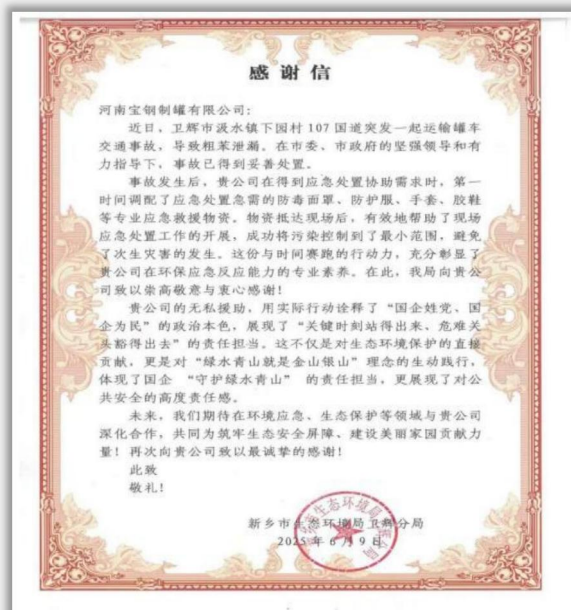 感谢信
河南宝钢制罐有限公司:
近日，卫辉市汲水镇下园村 107 国道突发一起运输罐车
交通事故，导致粗苯泄漏。在市委、市政府的坚强领导和有
力指导下，事故已得到妥善处置。
事故发生后，贵公司在得到应急处置协助需求时，第一
时间调配了应急处置急需的防毒面罩、防护服、手套、胶鞋
等专业应急救援物资。物资抵达现场后，有效地帮助了现场
应急处置工作的开展，成功将污染控制到了最小范围，避免
了次生灾害的发生。这份与时间赛跑的行动力，充分彰显了
贵公司在环保应急反应能力的专业素养。在此，我局向贵公
司致以崇高敬意与衷心感谢！
贵公司的无私援助，用实际行动诠释了“国企姓党、国
企为民”的政治本色，展现了“关键时刻站得出来、危难关
头豁得出去”的责任担当。这不仅是对生态环境保护的直接
贡献，更是对“绿水青山就是金山银山”理念的生动践行，
体现了国企 “守护绿水青山” 的责任担当，更展现了对公
共安全的高度责任感。
未来，我们期待在环境应急、生态保护等领域与贵公司
深化合作，共同为筑牢生态安全屏障、建设美丽家园贡献力
量！再次向贵公司致以最诚挚的感谢！
此致
敬礼！
新乡市生态环境局卫辉分局
2025 年 6 月 9 日